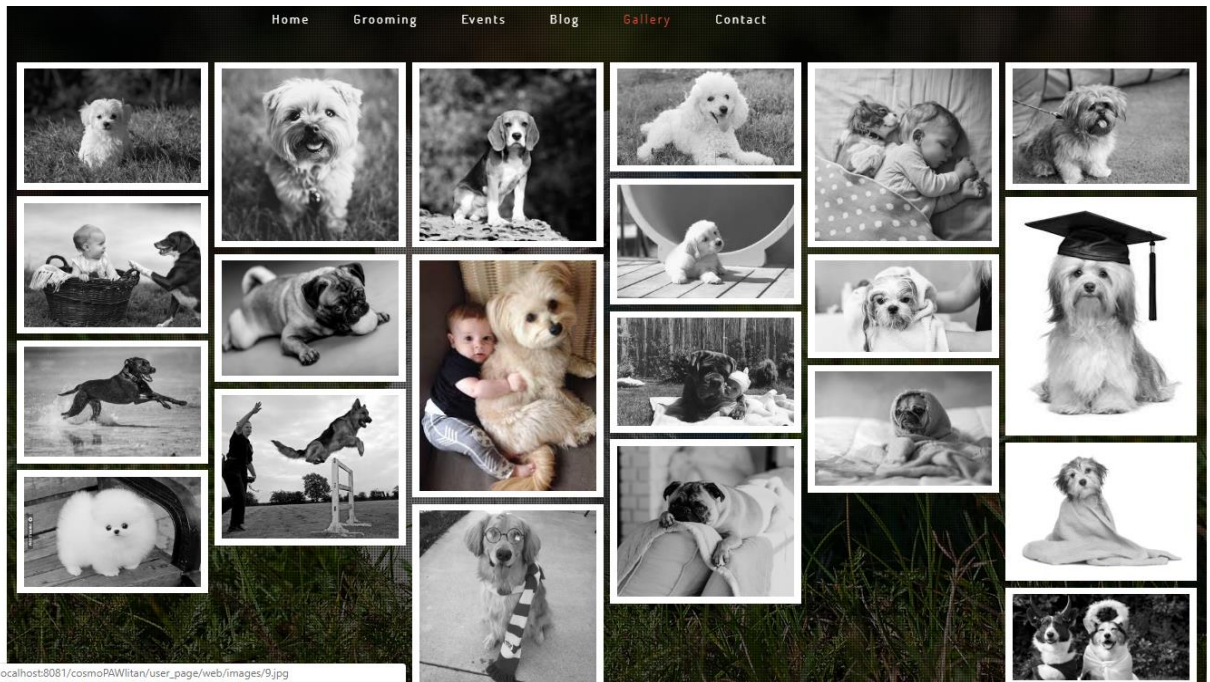 Home Grooming Events Blog Gallery Contact
ocalhost:8081/cosmoPAWlitan/user_page/web/images/9.jpg